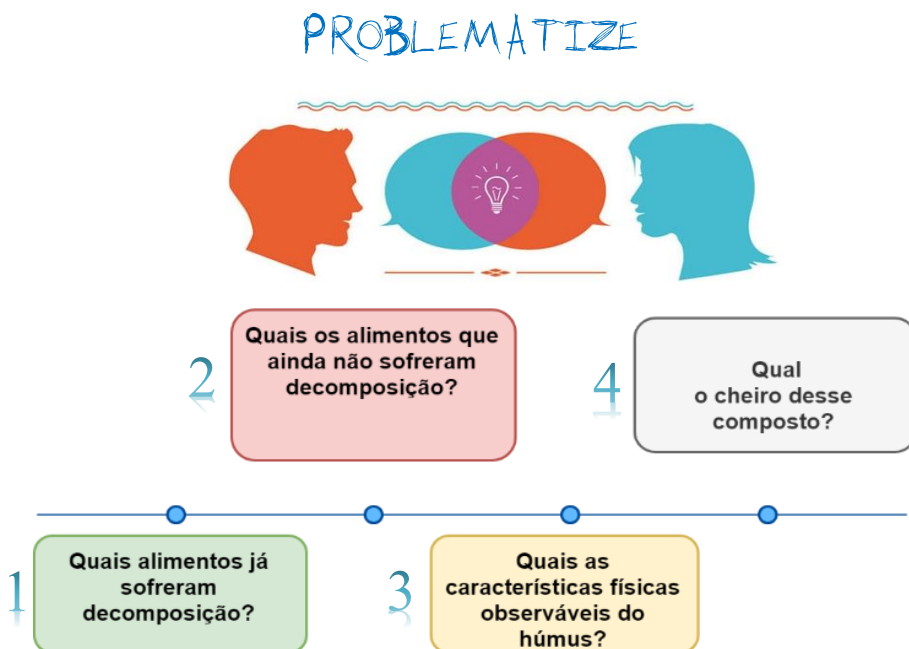 PROBLEMATIZE
2
Quais os alimentos que
ainda não sofreram
decomposição?
4
Qual
o cheiro desse
composto?
1
Quais alimentos já
sofreram
decomposição?
3
Quais as
característícas físicas
observáveis do
húmus?